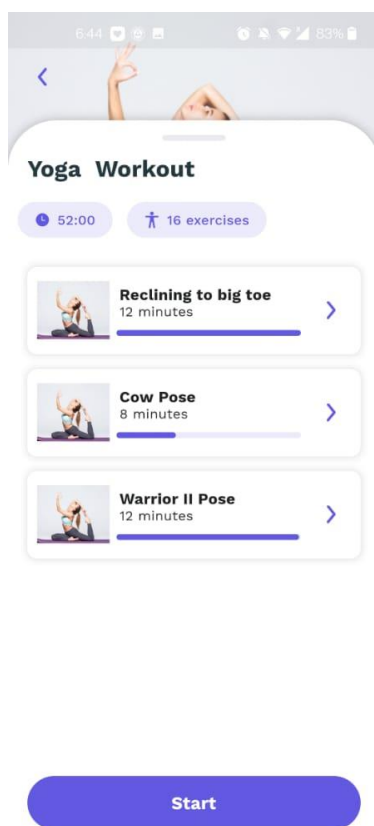 6:44
83%
Yoga Workout
52:00
16 exercises
Reclining to big toe
12 minutes
Cow Pose
8 minutes
Warrior II Pose
12 minutes
Start